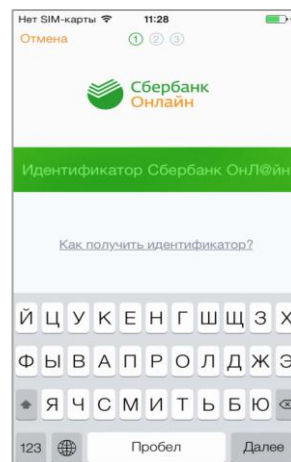 Нет SIM-карты 11:28
Отмена 1 2 3
Сбербанк
Онлайн
Идентификатор Сбербанк ОнЛ@йн
Как получить идентификатор?
Й Ц У К Е Н Г Ш Щ З Х
Ф Ы В А П Р О Л Д Ж Э
Я Ч С М И Т Ь Б Ю
123 Пробел Далее